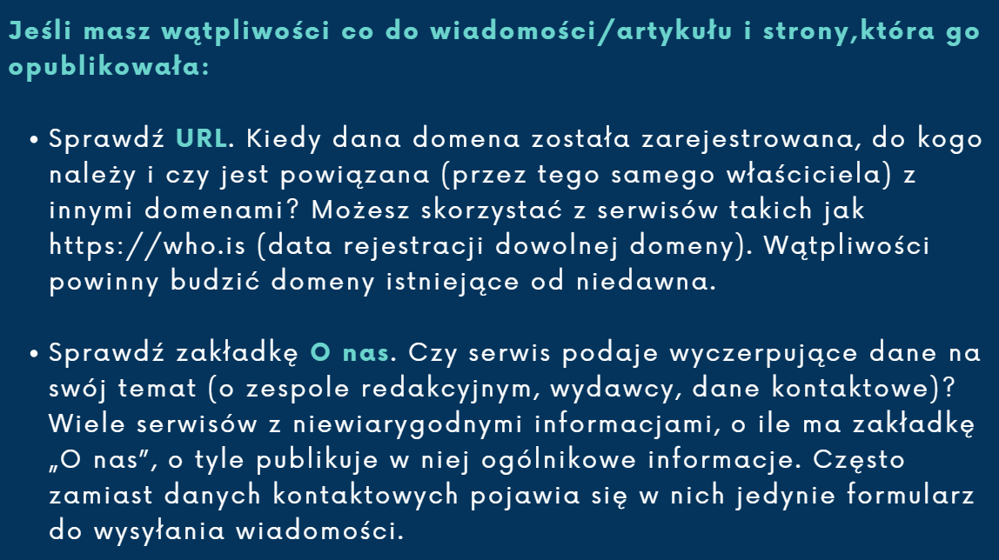 Jeśli masz wątpliwości co do wiadomości/artykułu i strony,która go
opublikowała:
• Sprawdź URL. Kiedy dana domena została zarejestrowana, do kogo
należy i czy jest powiązana (przez tego samego właściciela) z
innymi domenami? Możesz skorzystać z serwisów takich jak
https://who.is (data rejestracji dowolnej domeny). Wątpliwości
powinny budzić domeny istniejące od niedawna.
• Sprawdź zakładkę O nas. Czy serwis podaje wyczerpujące dane na
swój temat (o zespole redakcyjnym, wydawcy, dane kontaktowe)?
Wiele serwisów z niewiarygodnymi informacjami, o ile ma zakładkę
„O nas”, o tyle publikuje w niej ogólnikowe informacje. Często
zamiast danych kontaktowych pojawia się w nich jedynie formularz
do wysyłania wiadomości.